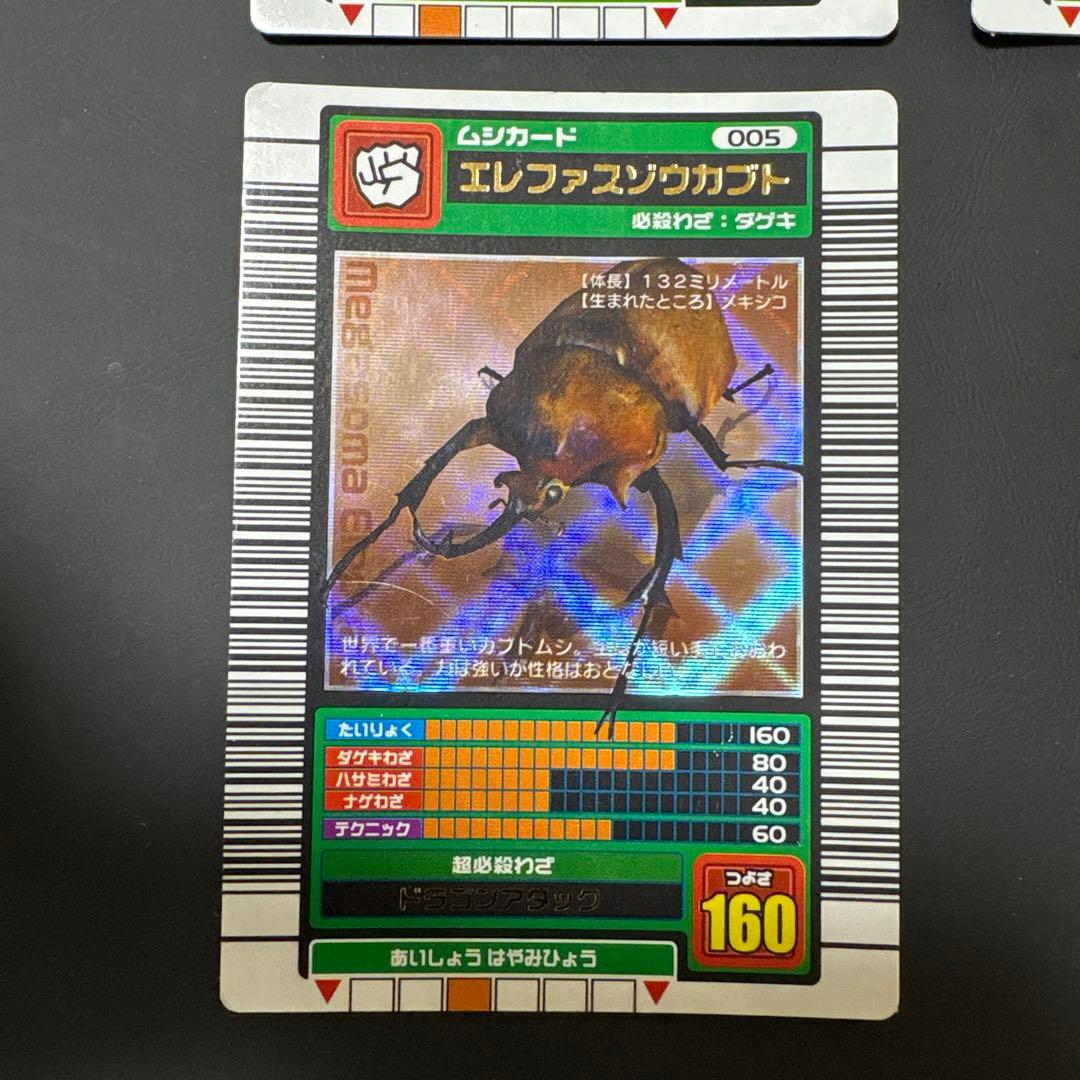 ムシカード
005
エレファスゾウカブト
必殺わざ:ダゲキ
【体長】132ミリメートル
【生まれたところ】メキシコ
世界で一番重いカブトムシ。
れていて、力は強いが性格はおとなしい。
たいりょく 160
ダゲキわざ 80
ハサミわざ 40
ナゲわざ 40
テクニック 60
超必殺わざ
ドラゴンアタック
つよさ
160
あいしょう はやみひょう